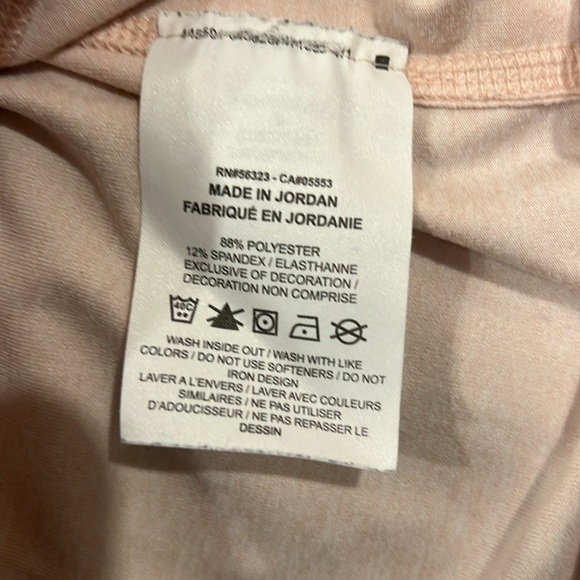 RN#56323 - CA#05553
MADE IN JORDAN
FABRIQUÉ EN JORDANIE
88% POLYESTER
12% SPANDEX / ELASTHANNE
EXCLUSIVE OF DECORATION /
DECORATION NON COMPRISE
40C
WASH INSIDE OUT / WASH WITH LIKE
COLORS / DO NOT USE SOFTENERS / DO NOT
IRON DESIGN
LAVER A L'ENVERS / LAVER AVEC COULEURS
SIMILAIRES / NE PAS UTILISER
D'ADOUCISSEUR / NE PAS REPASSER LE
DESSIN